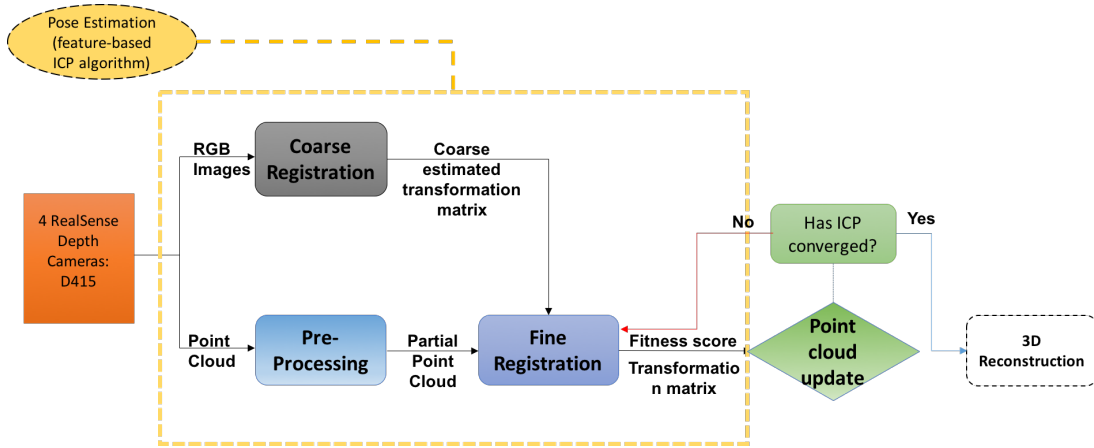 Pose Estimation
(feature-based
ICP algorithm)
RGB
Images
Coarse
Registration
Coarse
estimated
transformation
matrix
4 RealSense
Depth
Cameras:
D415
No
Has ICP
converged?
Yes
Point
Cloud
Pre-
Processing
Partial
Point
Cloud
Fine
Registration
Fitness score
Transformatio
n matrix
Point
cloud
update
3D
Reconstruction